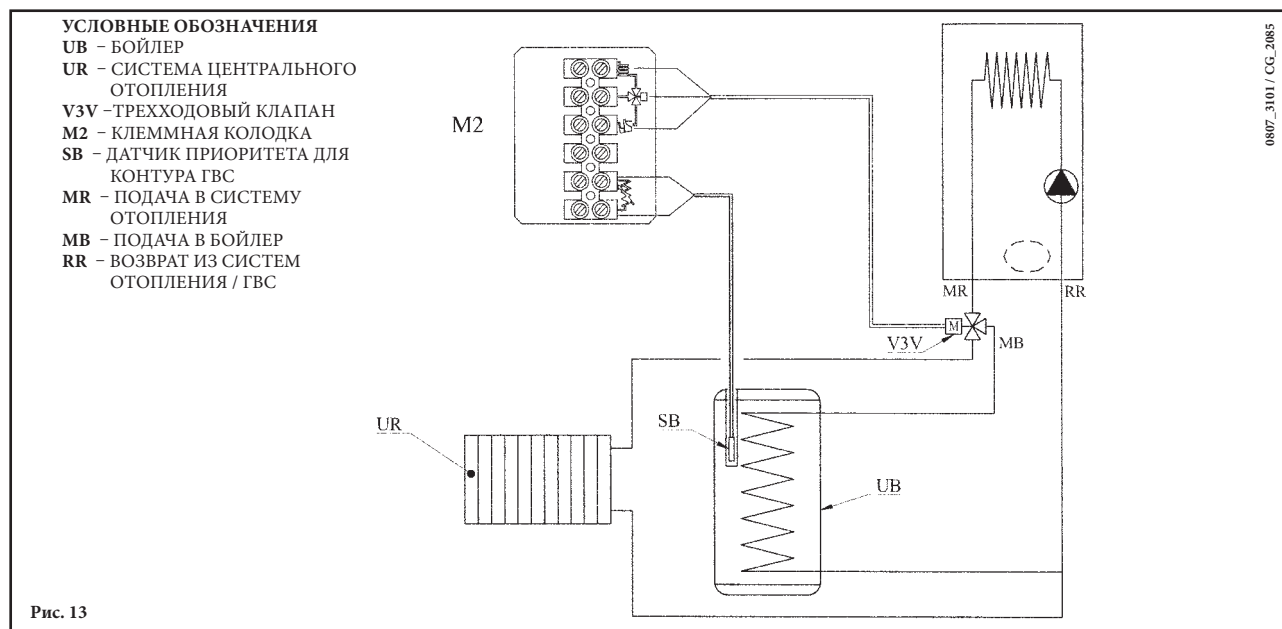 УСЛОВНЫЕ ОБОЗНАЧЕНИЯ
UB – БОЙЛЕР
UR – СИСТЕМА ЦЕНТРАЛЬНОГО
ОТОПЛЕНИЯ
V3V –ТРЕХХОДОВЫЙ КЛАПАН
M2 – КЛЕММНАЯ КОЛОДКА
SB – ДАТЧИК ПРИОРИТЕТА ДЛЯ
КОНТУРА ГВС
MR – ПОДАЧА В СИСТЕМУ
ОТОПЛЕНИЯ
MB – ПОДАЧА В БОЙЛЕР
RR – ВОЗВРАТ ИЗ СИСТЕМ
ОТОПЛЕНИЯ / ГВС
M2
0807_3101 / CG_2085
MR
RR
M
V3V
MB
UR
SB
UB
Рис. 13